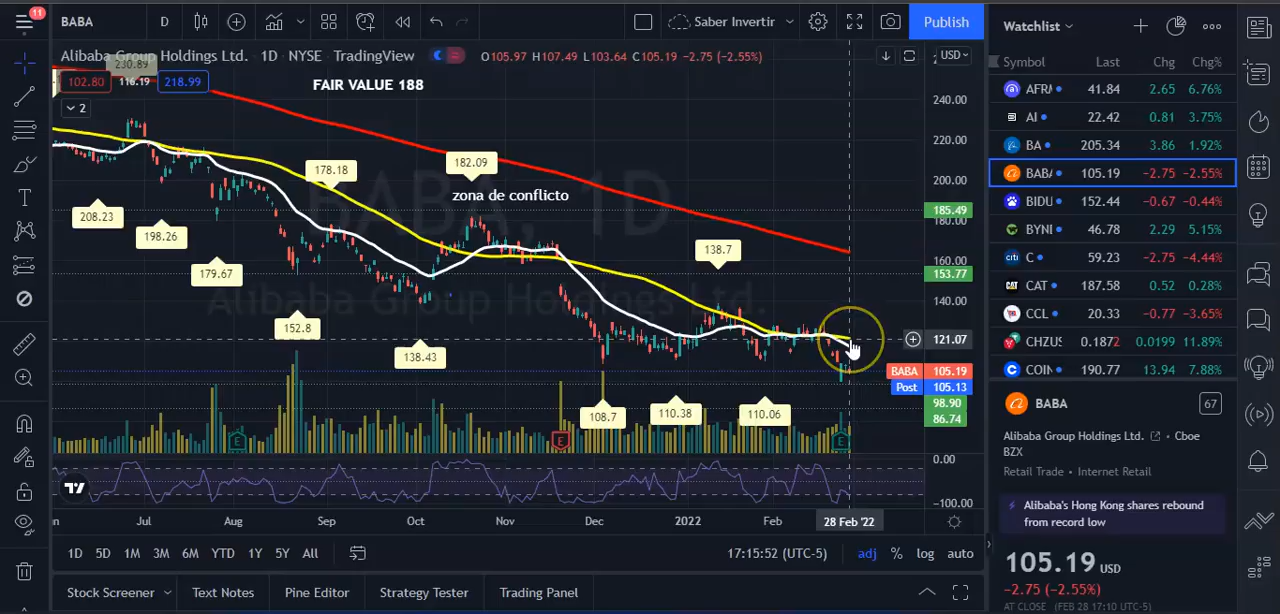 11
BABA
D
Saber Invertir
Publish
Alibaba Group Holdings Ltd. · 1D · NYSE · TradingView
O105.97 H107.49 L103.64 C105.19 −2.75 (−2.55%)
USD
230.89
102.80 116.19 218.99
2
FAIR VALUE 188
182.09
178.18
zona de conflicto
208.23
198.26
179.67
152.8
138.43
138.7
108.7
110.38
110.06
BABA, 1D
Alibaba Group Holdings Ltd.
240.00
220.00
200.00
185.49
180.00
160.00
153.77
140.00
121.07
BABA 105.19
Post 105.13
98.90
86.74
E
E
E
0.00
−100.00
Jul Aug Sep Oct Nov Dec 2022 Feb 28 Feb '22
1D 5D 1M 3M 6M YTD 1Y 5Y All
17:15:52 (UTC-5) adj % log auto
Stock Screener Text Notes Pine Editor Strategy Tester Trading Panel
Watchlist
Symbol Last Chg Chg%
AFRM 41.84 2.65 6.76%
AI 22.42 0.81 3.75%
BA 205.34 3.86 1.92%
BABA 105.19 −2.75 −2.55%
BIDU 152.44 −0.67 −0.44%
BYND 46.78 2.29 5.15%
C 59.23 −2.75 −4.44%
CAT 187.58 0.52 0.28%
CCL 20.33 −0.77 −3.65%
CHZUS 0.1872 0.0199 11.89%
COIN 190.77 13.94 7.88%
BABA
67
Alibaba Group Holdings Ltd. • Cboe
BZX
Retail Trade • Internet Retail
Alibaba's Hong Kong shares rebound
from record low
105.19 USD
−2.75 (−2.55%)
AT CLOSE (FEB 28 17:10 UTC-5)